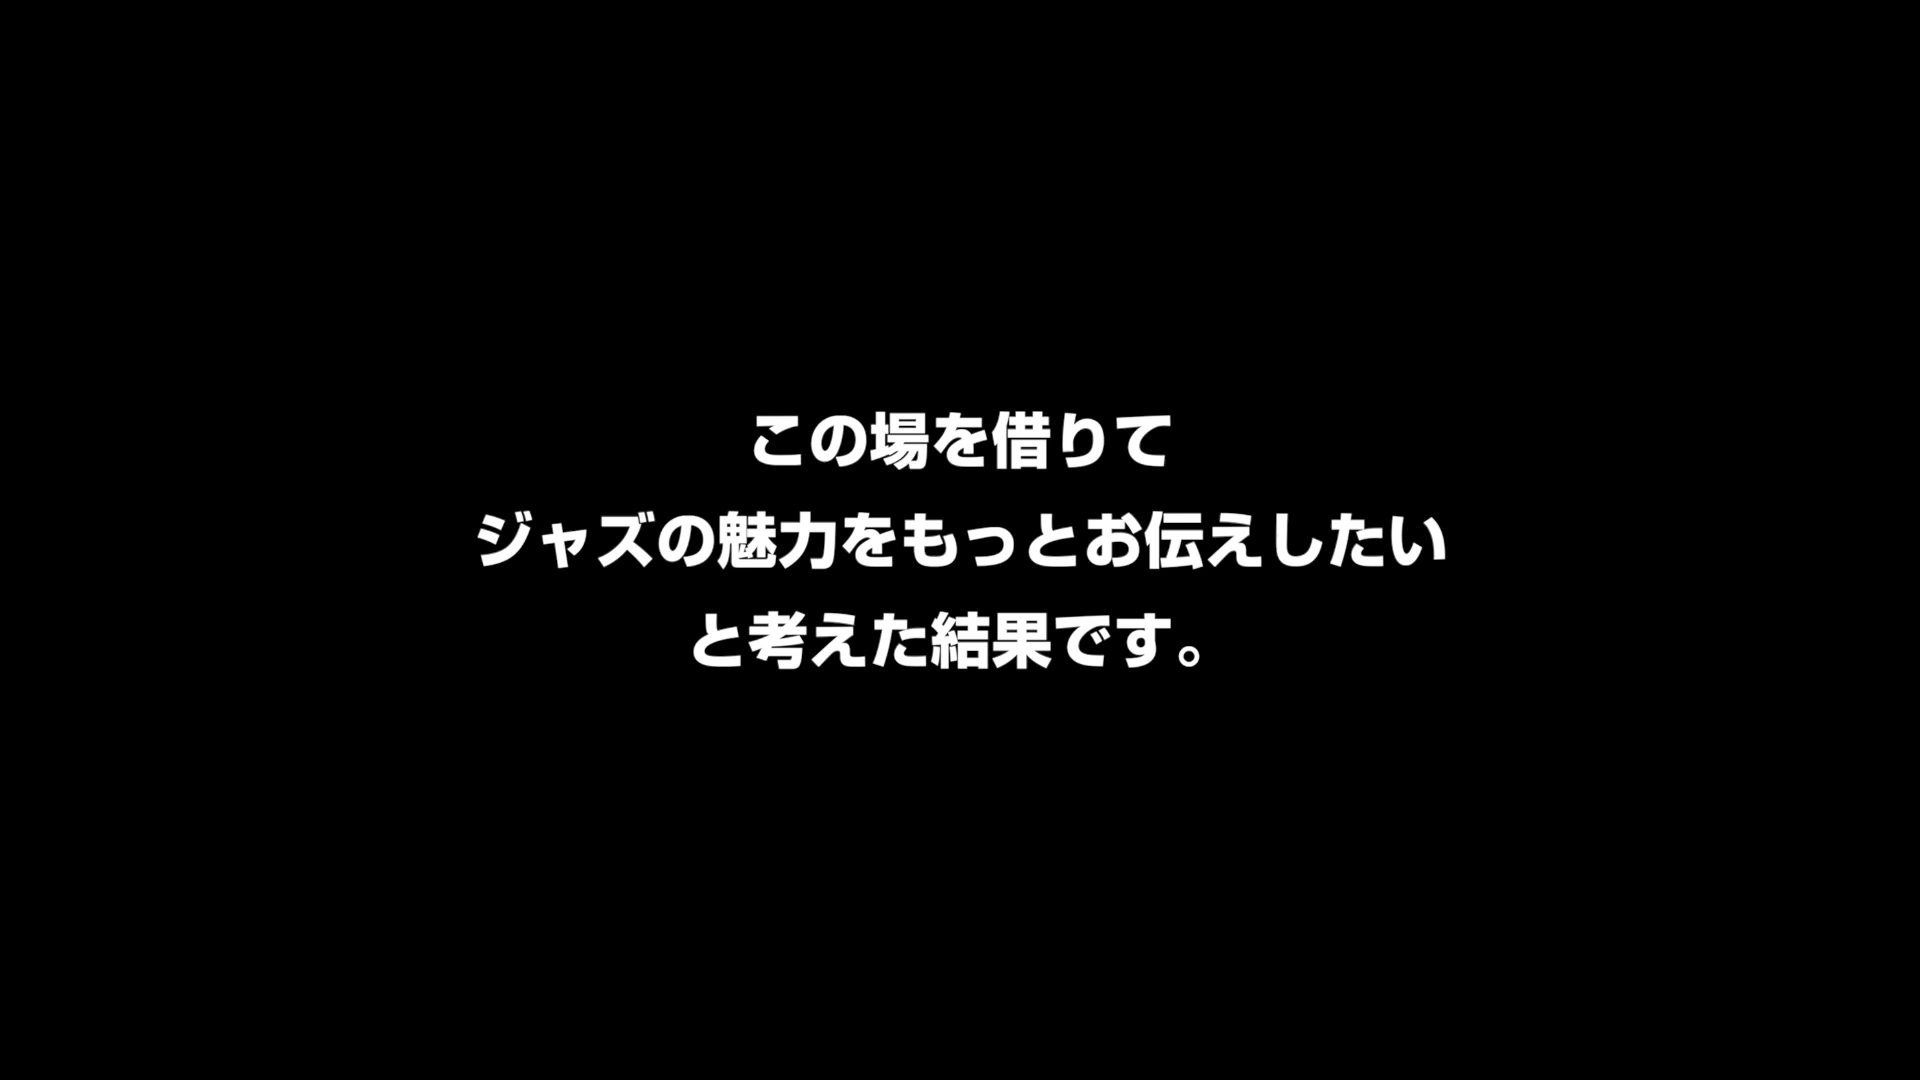 この場を借りて
ジャズの魅力をもっとお伝えしたい
と考えた結果です。